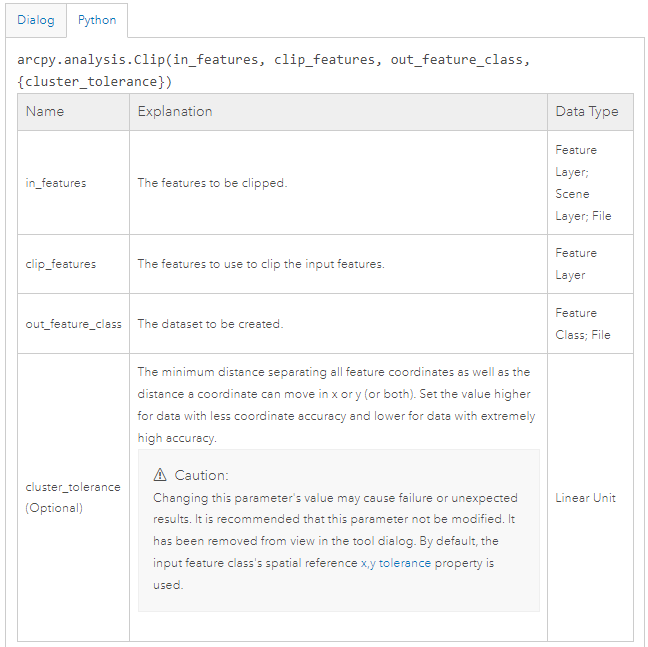 Dialog
Python
arcpy.analysis.Clip(in_features, clip_features, out_feature_class,
{cluster_tolerance})
Name
Explanation
Data Type
in_features
The features to be clipped.
Feature
Layer;
Scene
Layer; File
clip_features
The features to use to clip the input features.
Feature
Layer
out_feature_class
The dataset to be created.
Feature
Class; File
cluster_tolerance
(Optional)
The minimum distance separating all feature coordinates as well as the
distance a coordinate can move in x or y (or both). Set the value higher
for data with less coordinate accuracy and lower for data with extremely
high accuracy.
Caution:
Changing this parameter's value may cause failure or unexpected
results. It is recommended that this parameter not be modified. It
has been removed from view in the tool dialog. By default, the
input feature class's spatial reference x,y tolerance property is
used.
Linear Unit